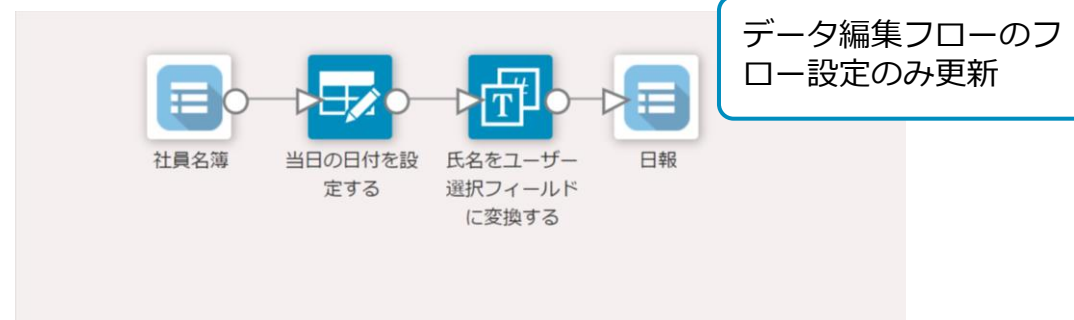 データ編集フローのフ
ロー設定のみ更新
社員名簿
当日の日付を設
定する
氏名をユーザー
選択フィールド
に変換する
日報
T
#